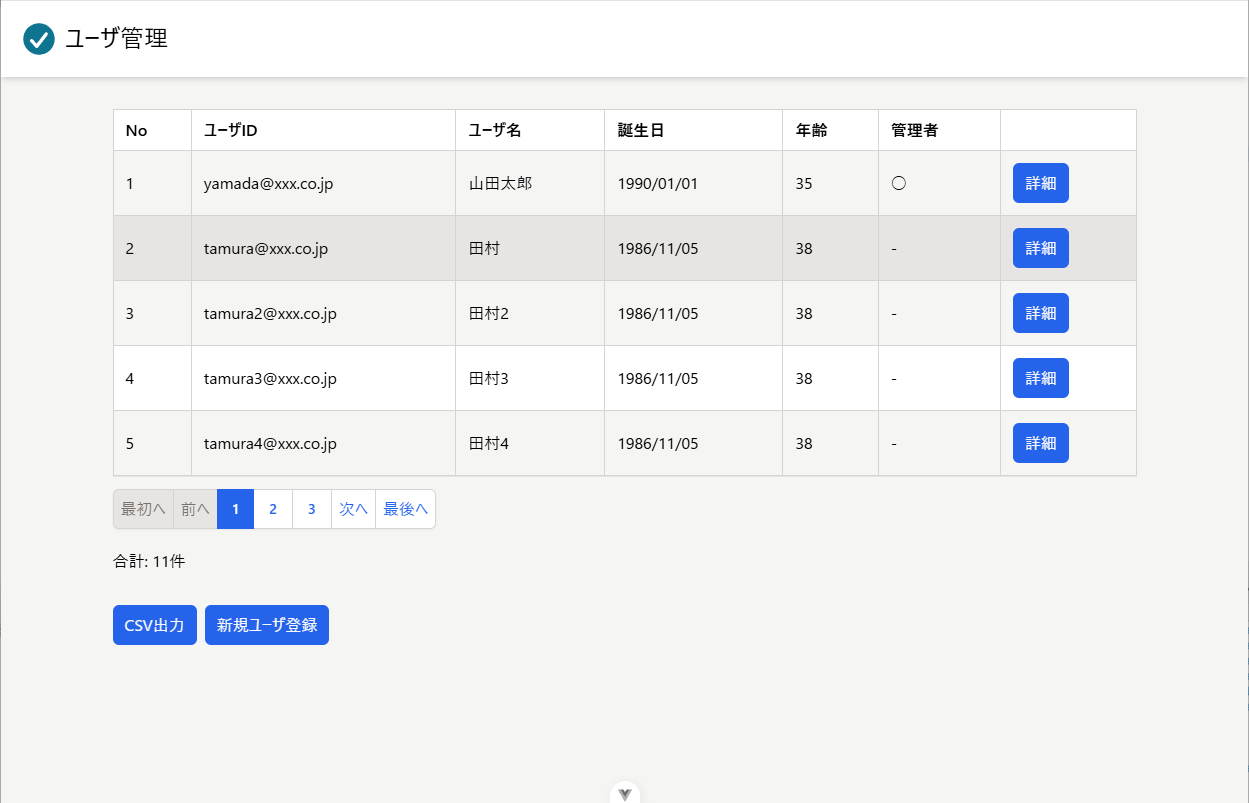 ユーザ管理
No ユーザID ユーザ名 誕生日 年齢 管理者
1 yamada@xxx.co.jp 山田太郎 1990/01/01 35 〇 詳細
2 tamura@xxx.co.jp 田村 1986/11/05 38 - 詳細
3 tamura2@xxx.co.jp 田村2 1986/11/05 38 - 詳細
4 tamura3@xxx.co.jp 田村3 1986/11/05 38 - 詳細
5 tamura4@xxx.co.jp 田村4 1986/11/05 38 - 詳細
最初へ 前へ 1 2 3 次へ 最後へ
合計: 11件
CSV出力 新規ユーザ登録